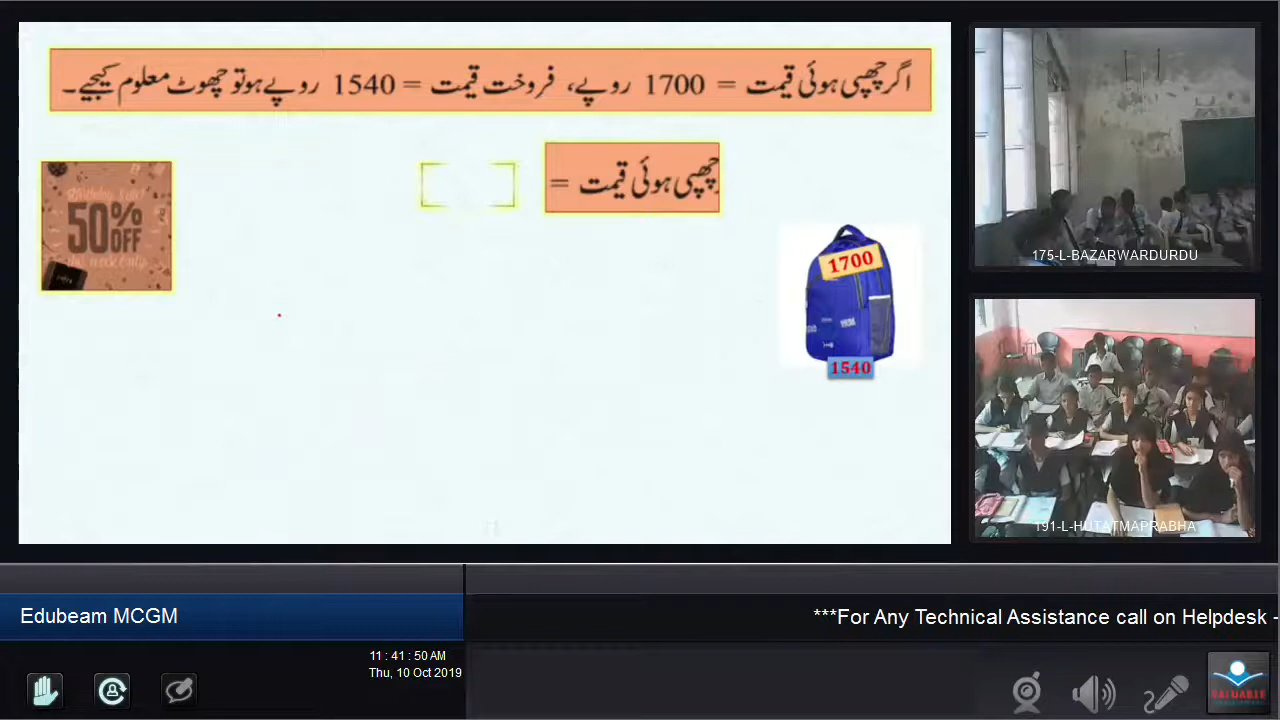 اگر چھپی ہوئی قیمت = 1700 روپے، فروخت قیمت = 1540 روپے ہو تو چھوٹ معلوم کیجیے۔
چھپی ہوئی قیمت =
50%
OFF
1700
1540
175-L-BAZARWARDURDU
191-L-HUTATMAPRABHA
Edubeam MCGM
***For Any Technical Assistance call on Helpdesk -
11 : 41 : 50 AM
Thu, 10 Oct 2019
VALUABLE